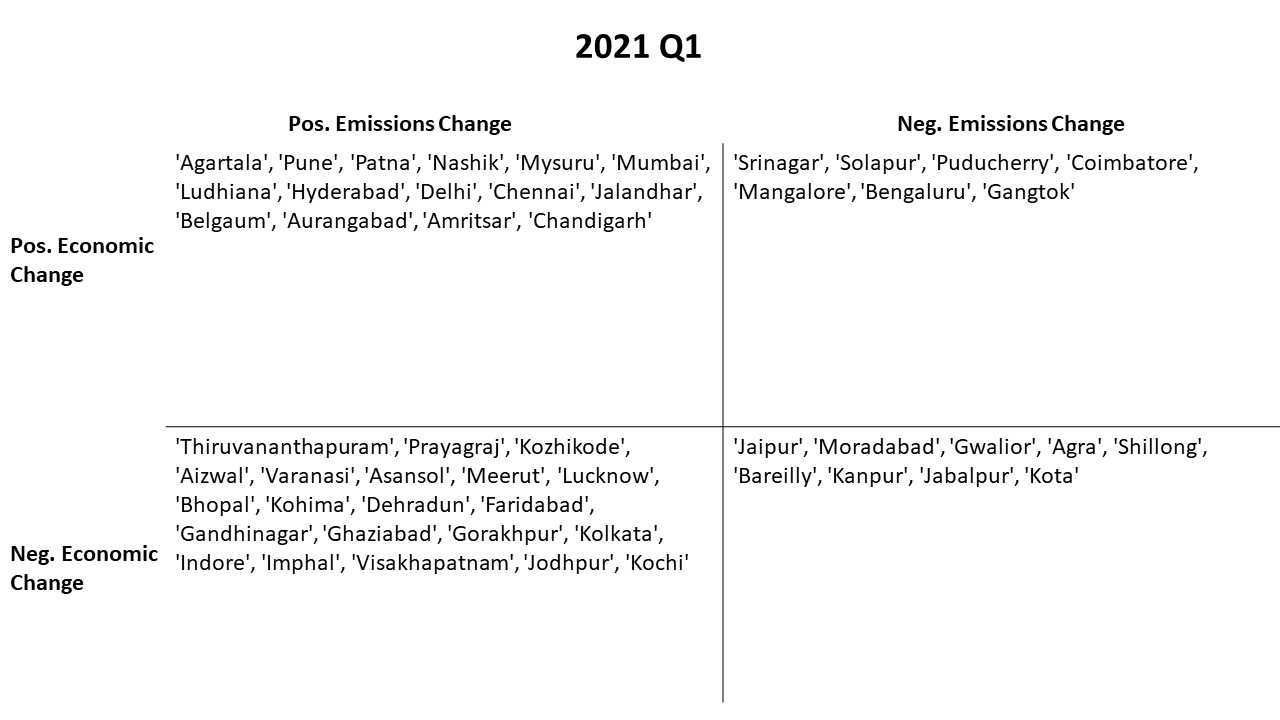 2021 Q1
Pos. Emissions Change
Neg. Emissions Change
Pos. Economic
Change
'Agartala', 'Pune', 'Patna', 'Nashik', 'Mysuru', 'Mumbai',
'Ludhiana', 'Hyderabad', 'Delhi', 'Chennai', 'Jalandhar',
'Belgaum', 'Aurangabad', 'Amritsar', 'Chandigarh'
'Srinagar', 'Solapur', 'Puducherry', 'Coimbatore',
'Mangalore', 'Bengaluru', 'Gangtok'
Neg. Economic
Change
'Thiruvananthapuram', 'Prayagraj', 'Kozhikode',
'Aizwal', 'Varanasi', 'Asansol', 'Meerut', 'Lucknow',
'Bhopal', 'Kohima', 'Dehradun', 'Faridabad',
'Gandhinagar', 'Ghaziabad', 'Gorakhpur', 'Kolkata',
'Indore', 'Imphal', 'Visakhapatnam', 'Jodhpur', 'Kochi'
'Jaipur', 'Moradabad', 'Gwalior', 'Agra', 'Shillong',
'Bareilly', 'Kanpur', 'Jabalpur', 'Kota'